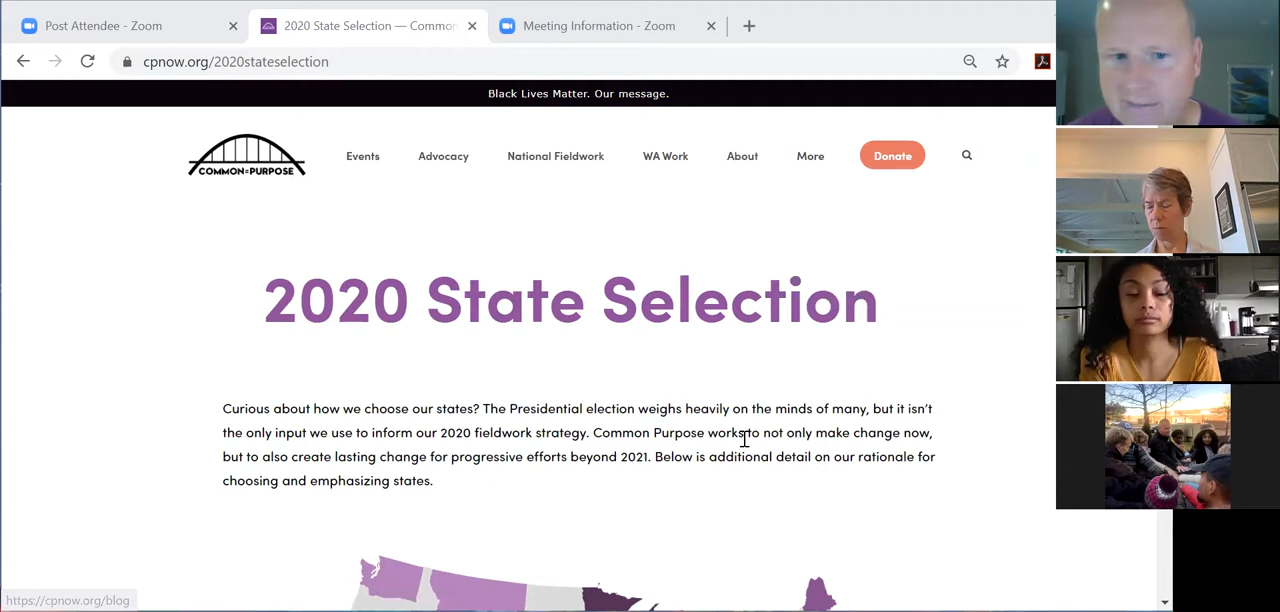 Post Attendee - Zoom
2020 State Selection — Common
Meeting Information - Zoom
cpnow.org/2020stateselection
Black Lives Matter. Our message.
COMMON=PURPOSE
Events
Advocacy
National Fieldwork
WA Work
About
More
Donate
2020 State Selection
Curious about how we choose our states? The Presidential election weighs heavily on the minds of many, but it isn’t
the only input we use to inform our 2020 fieldwork strategy. Common Purpose works to not only make change now,
but to also create lasting change for progressive efforts beyond 2021. Below is additional detail on our rationale for
choosing and emphasizing states.
https://cpnow.org/blog